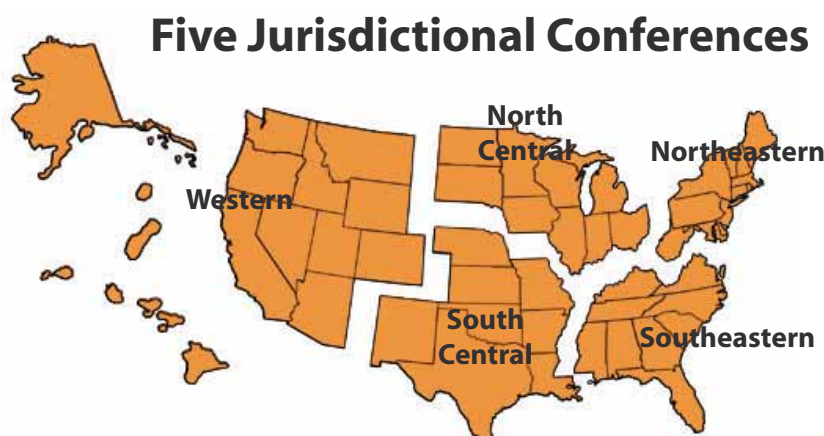 Five Jurisdictional Conferences
North
Central
Northeastern
Western
South
Central
Southeastern